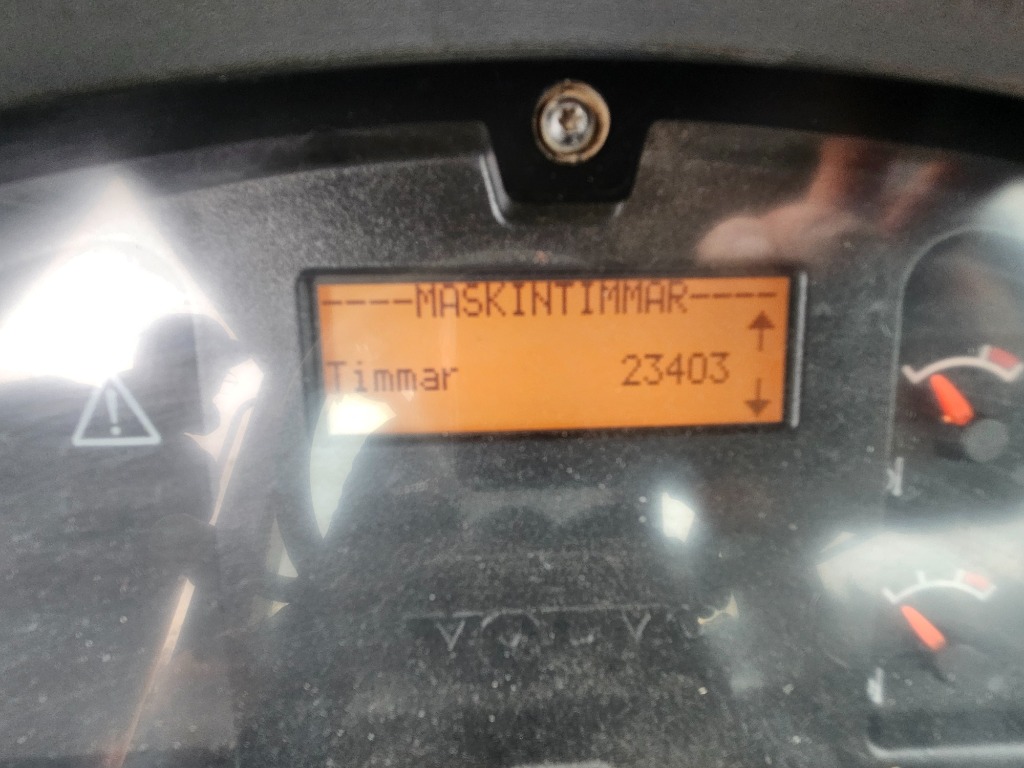 ----MASKINTIMMAR----
Timmar 23403
VOLVO